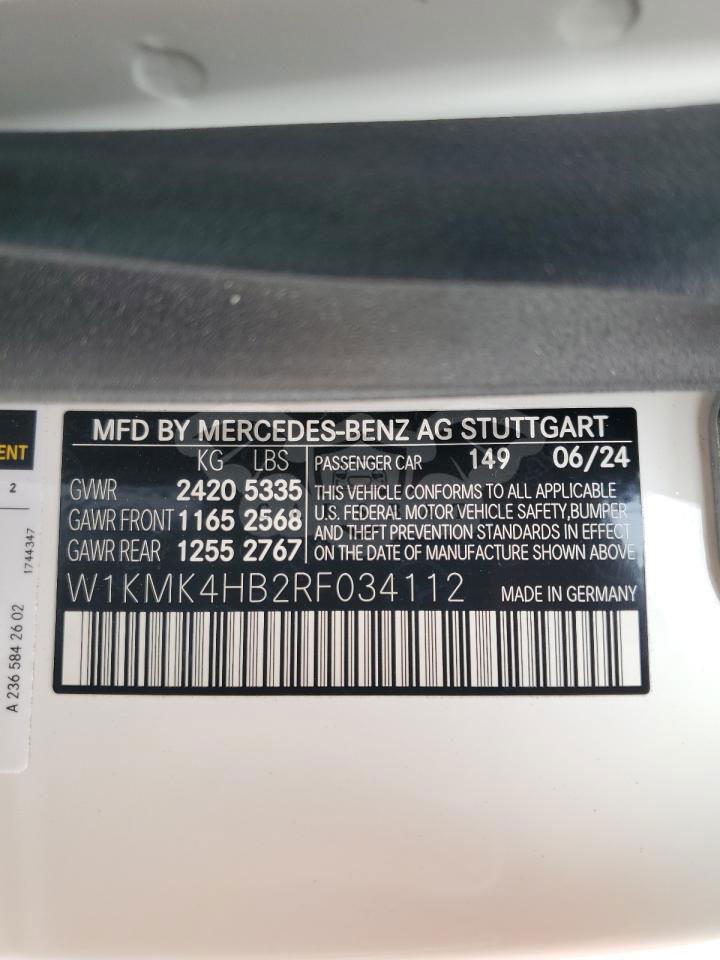 MFD BY MERCEDES-BENZ AG STUTTGART
KG LBS
GVWR 2420 5335
GAWR FRONT 1165 2568
GAWR REAR 1255 2767
PASSENGER CAR 149 06/24
THIS VEHICLE CONFORMS TO ALL APPLICABLE
U.S. FEDERAL MOTOR VEHICLE SAFETY,BUMPER
AND THEFT PREVENTION STANDARDS IN EFFECT
ON THE DATE OF MANUFACTURE SHOWN ABOVE
W1KMK4HB2RF034112 MADE IN GERMANY
ENT
2
1744347
A 236 584 26 02